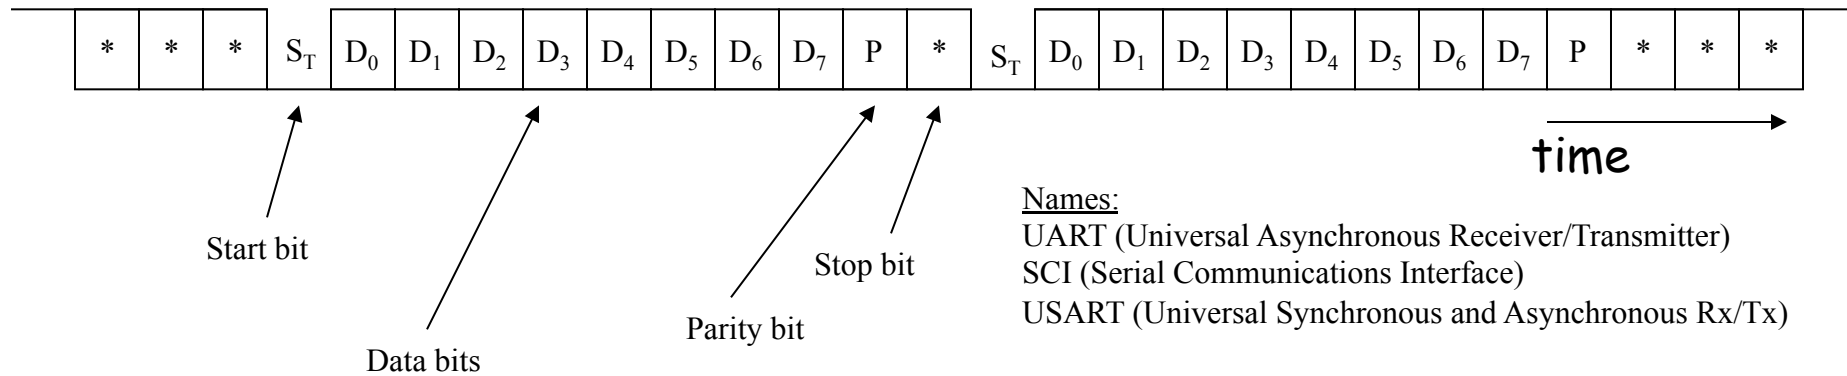 * * * S_T D_0 D_1 D_2 D_3 D_4 D_5 D_6 D_7 P * S_T D_0 D_1 D_2 D_3 D_4 D_5 D_6 D_7 P * * *
time
Names:
UART (Universal Asynchronous Receiver/Transmitter)
SCI (Serial Communications Interface)
USART (Universal Synchronous and Asynchronous Rx/Tx)
Start bit
Stop bit
Parity bit
Data bits